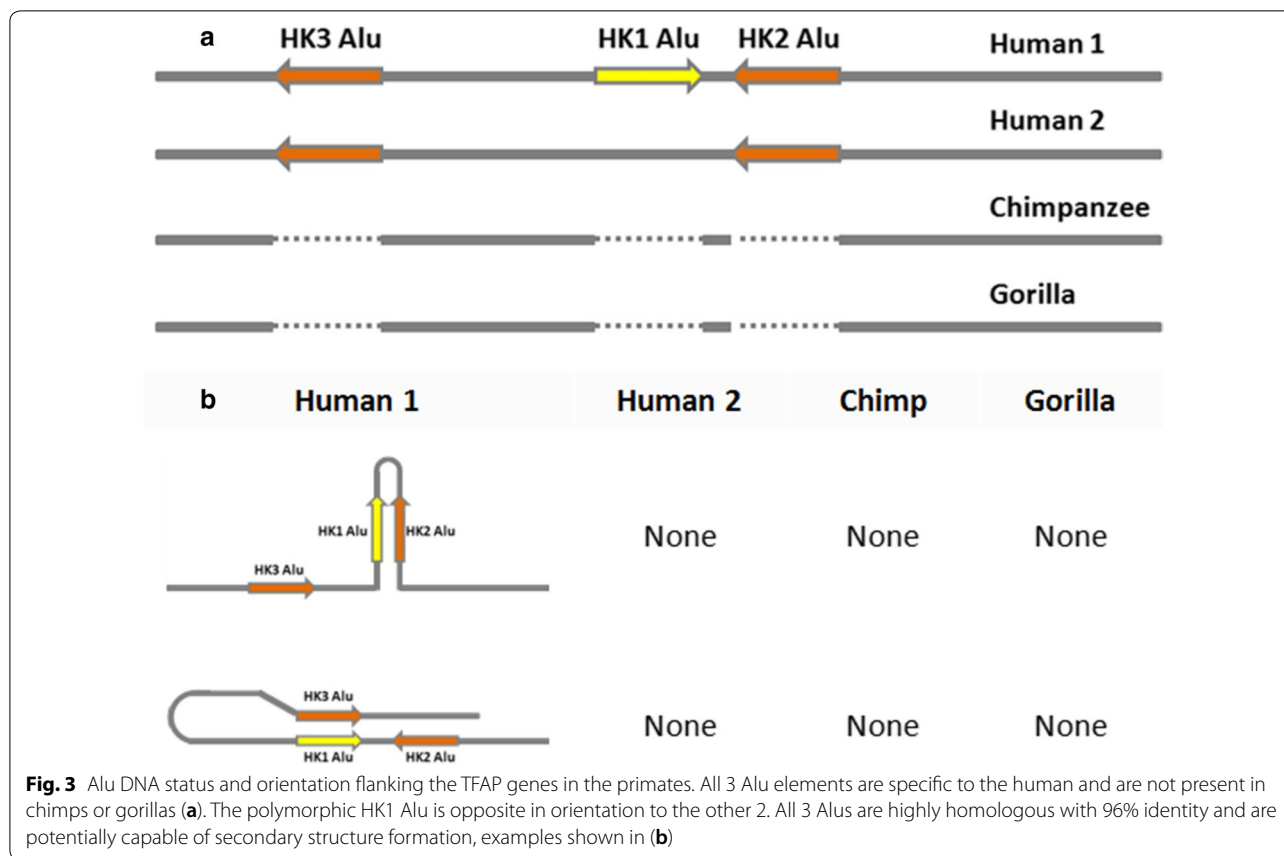 a
HK3 Alu HK1 Alu HK2 Alu Human 1
Human 2
Chimpanzee
Gorilla
b Human 1 Human 2 Chimp Gorilla
HK1 Alu HK2 Alu None None None
HK3 Alu
HK3 Alu
None None None
HK1 Alu HK2 Alu
Fig. 3 Alu DNA status and orientation flanking the TFAP genes in the primates. All 3 Alu elements are specific to the human and are not present in
chimps or gorillas (a). The polymorphic HK1 Alu is opposite in orientation to the other 2. All 3 Alus are highly homologous with 96% identity and are
potentially capable of secondary structure formation, examples shown in (b)